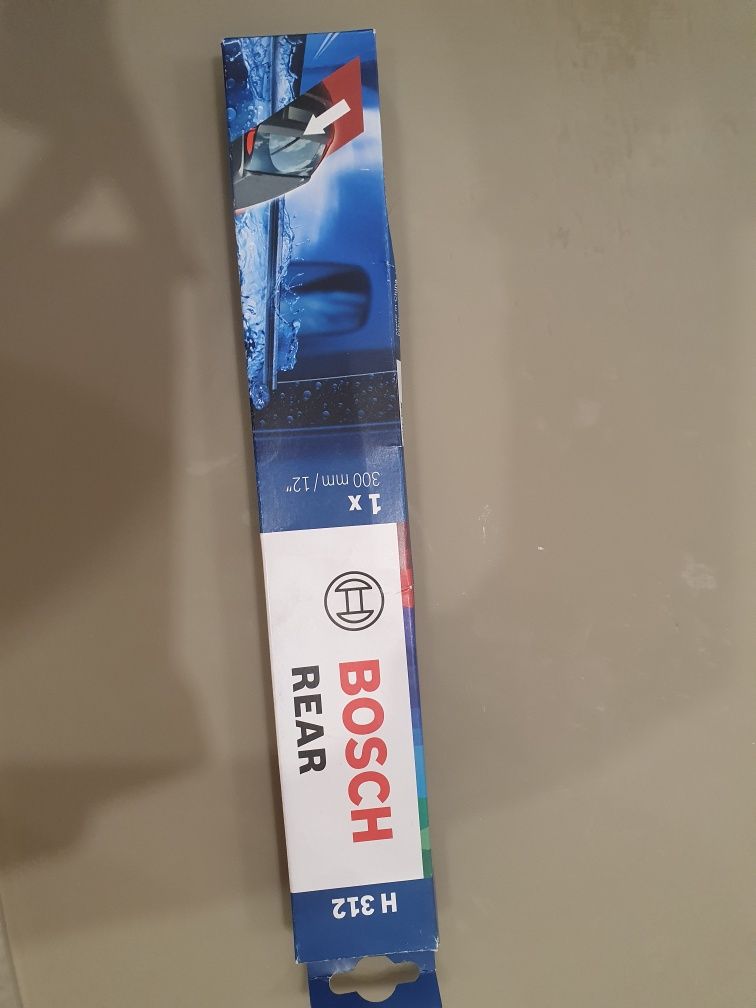 H 312
BOSCH
REAR
1 x
300 mm / 12"